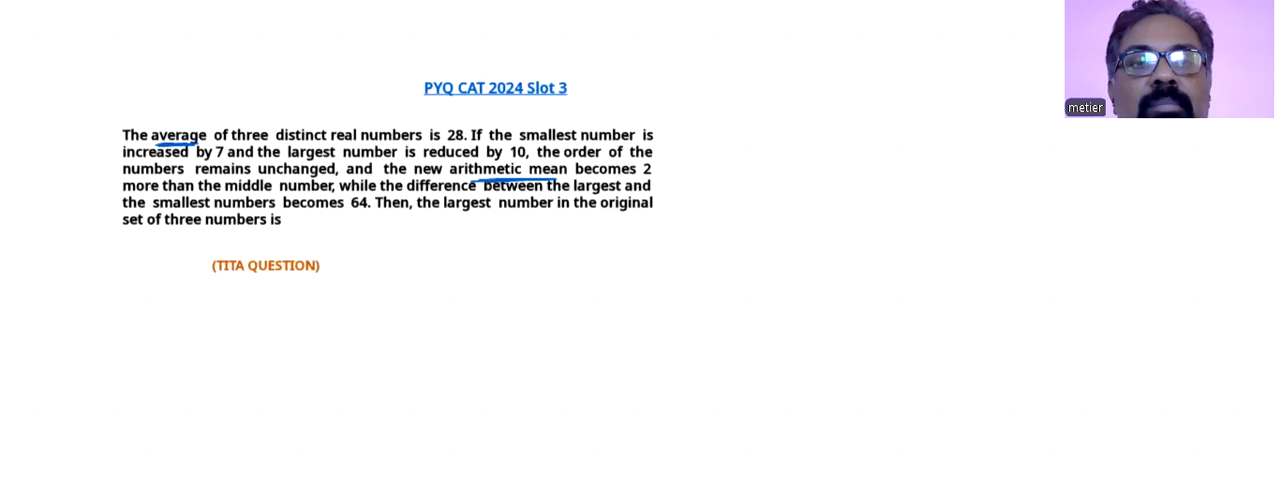 PYQ CAT 2024 Slot 3
metier
The average of three distinct real numbers is 28. If the smallest number is
increased by 7 and the largest number is reduced by 10, the order of the
numbers remains unchanged, and the new arithmetic mean becomes 2
more than the middle number, while the difference between the largest and
the smallest numbers becomes 64. Then, the largest number in the original
set of three numbers is
(TITA QUESTION)